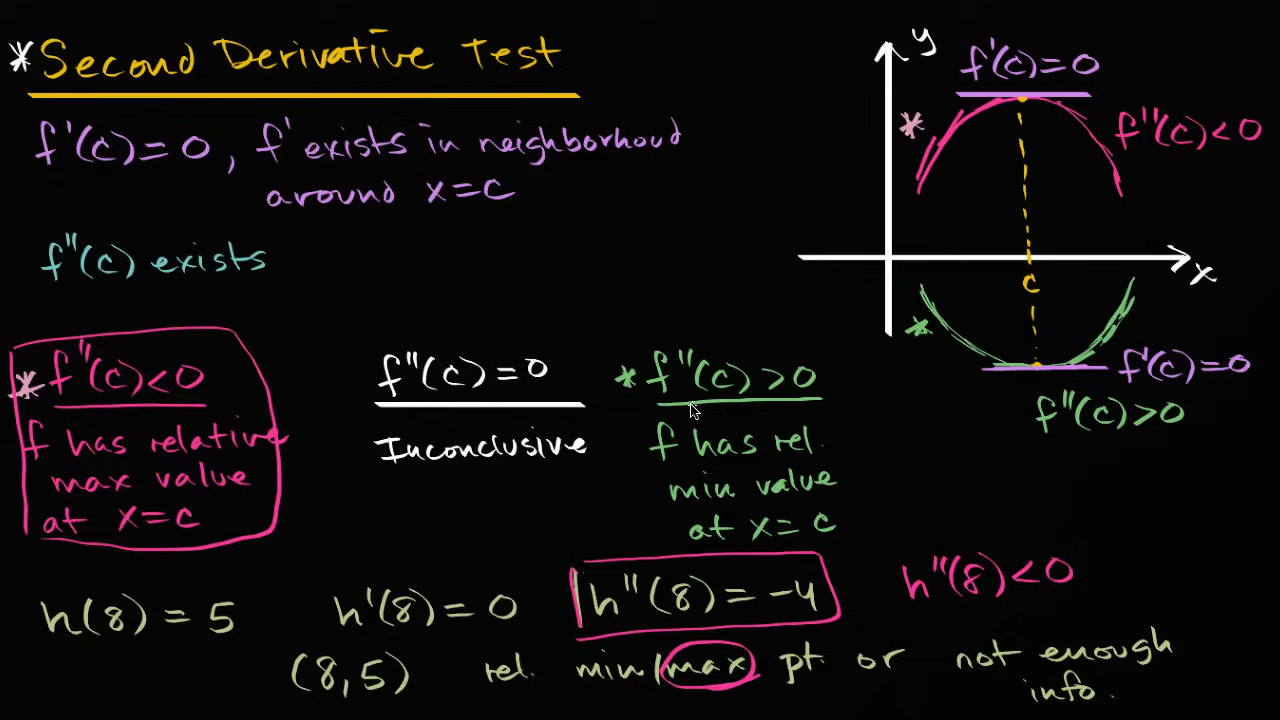 *Second Derivative Test
f'(c)=0, f' exists in neighborhood
around x=c
f''(c) exists
y
f'(c)=0
* f''(c)<0
x
c
*
f'(c)=0
f''(c)>0
* f''(c)<0
f has relative
max value
at x=c
f''(c)=0
Inconclusive
* f''(c)>0
f has rel.
min value
at x=c
h(8)=5 h'(8)=0 h''(8)=-4 h''(8)<0
(8,5) rel. min/max pt. or not enough
info.